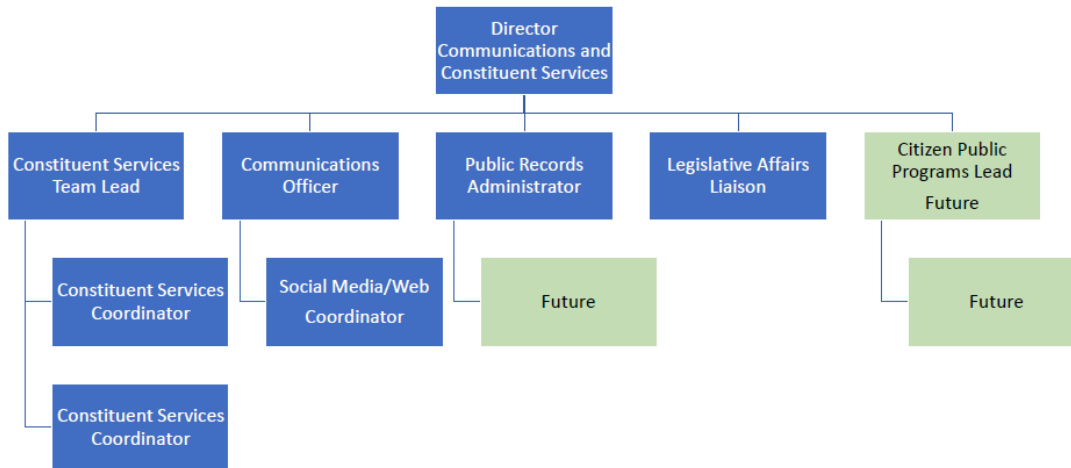 Director
Communications and
Constituent Services
Constituent Services
Team Lead
Communications
Officer
Public Records
Administrator
Legislative Affairs
Liaison
Citizen Public
Programs Lead
Future
Constituent Services
Coordinator
Social Media/Web
Coordinator
Future
Future
Constituent Services
Coordinator